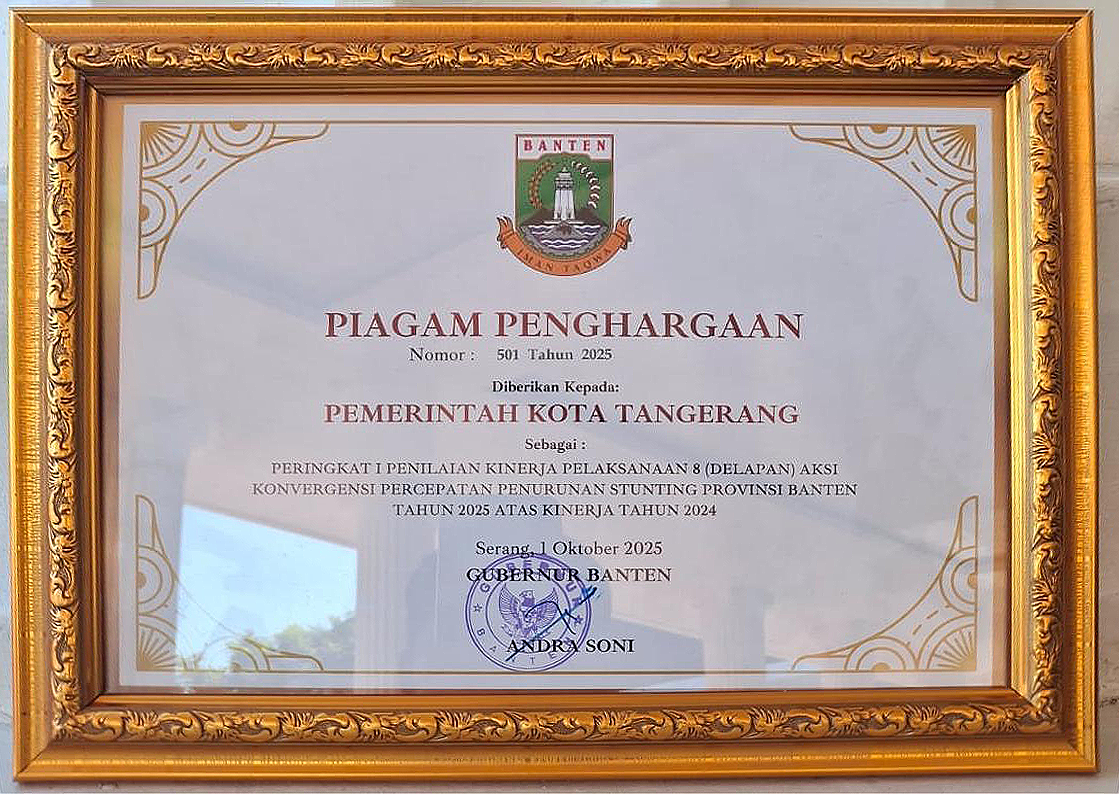 BANTEN
IMAN TAQWA
PIAGAM PENGHARGAAN
Nomor : 501 Tahun 2025
Diberikan Kepada:
PEMERINTAH KOTA TANGERANG
Sebagai :
PERINGKAT I PENILAIAN KINERJA PELAKSANAAN 8 (DELAPAN) AKSI
KONVERGENSI PERCEPATAN PENURUNAN STUNTING PROVINSI BANTEN
TAHUN 2025 ATAS KINERJA TAHUN 2024
Serang, 1 Oktober 2025
GUBERNUR BANTEN
GUBERNUR
BANTEN
ANDRA SONI